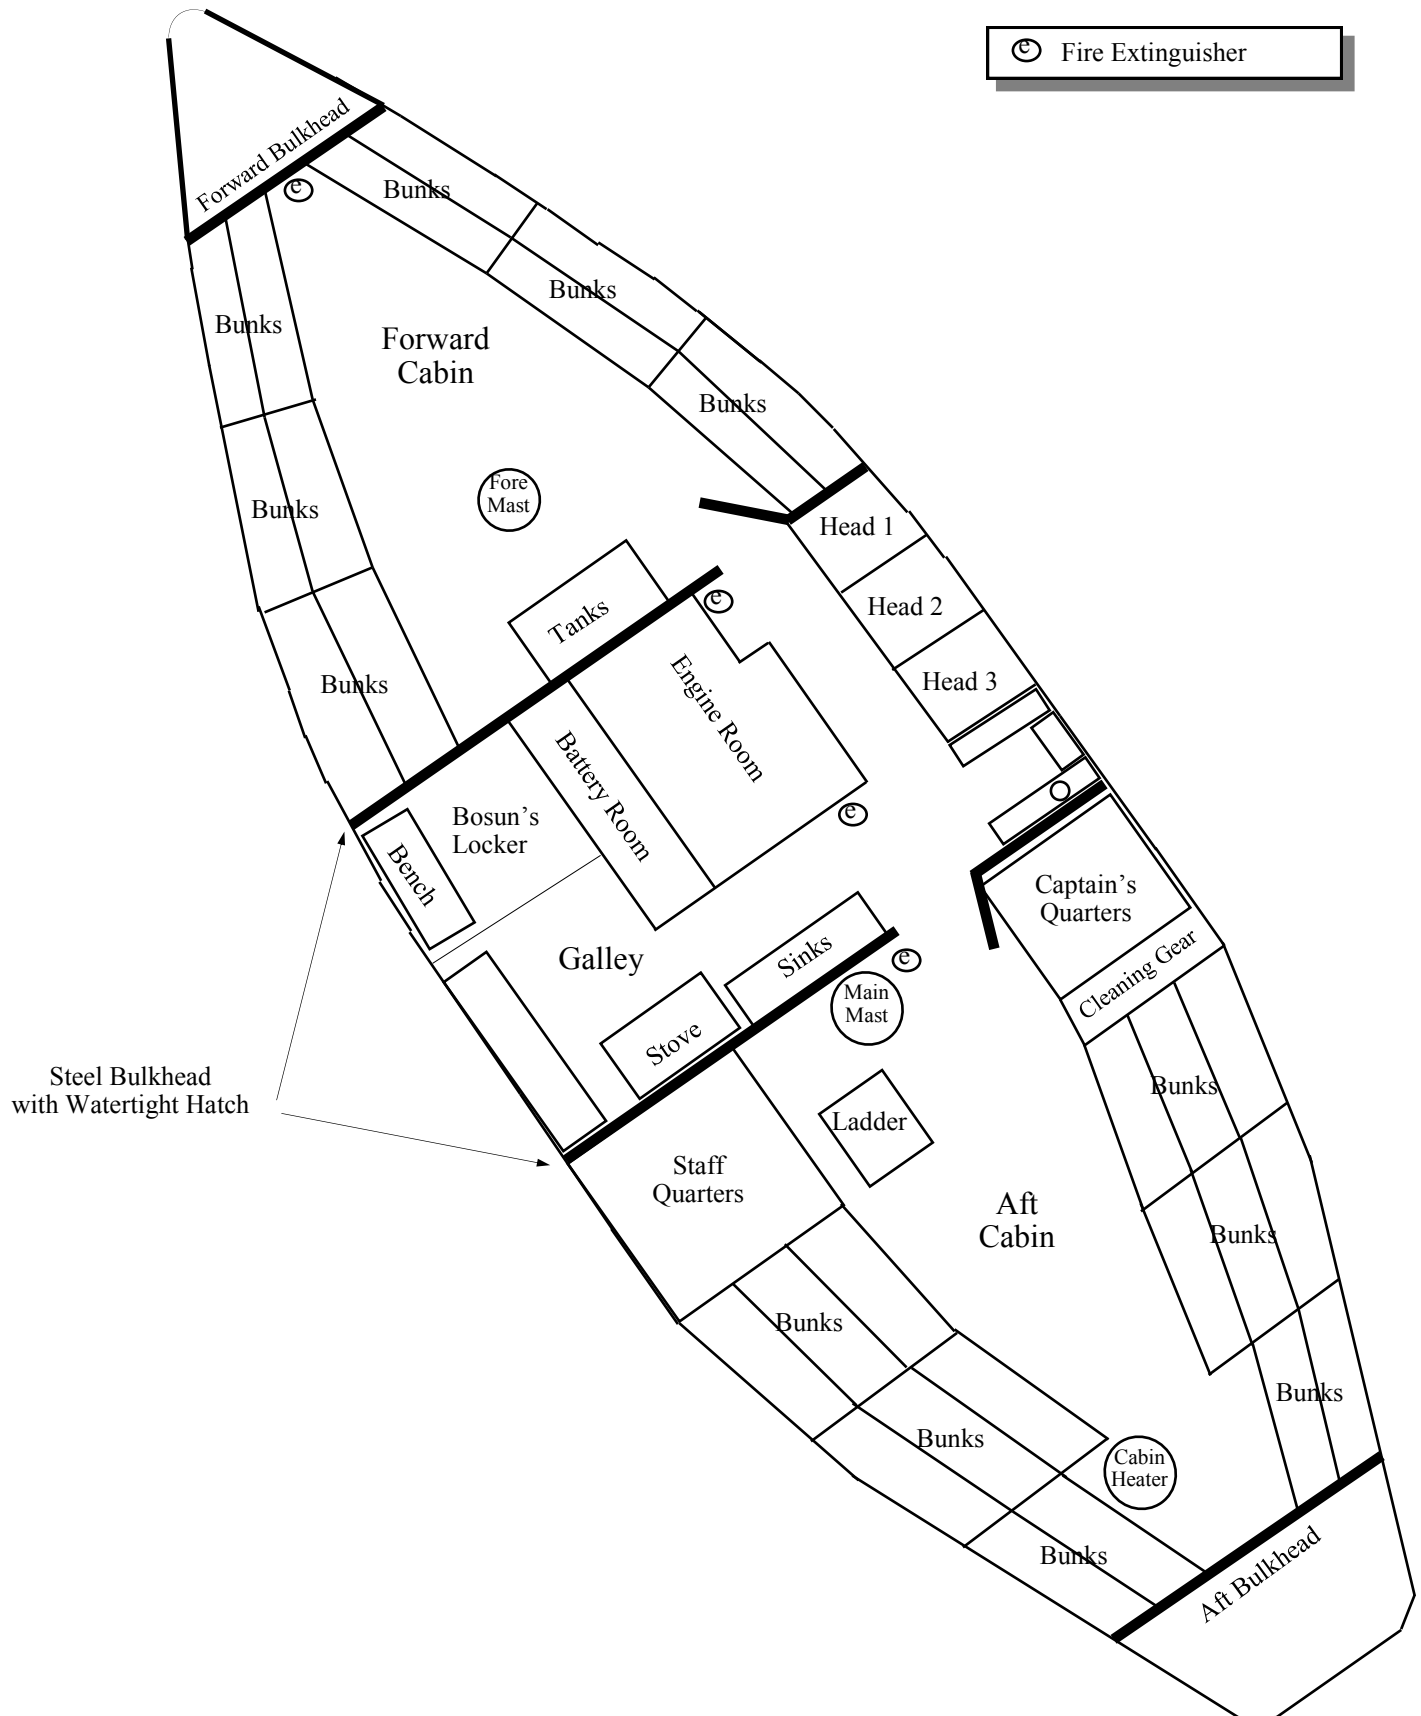 e Fire Extinguisher
Forward Bulkhead
e
Bunks
Bunks
Bunks
Forward
Cabin
Bunks
Fore
Mast
Bunks
Head 1
Head 2
Head 3
e
Tanks
Engine Room
Bunks
Battery Room
Bosun’s
Locker
Bench
e
Captain’s
Quarters
Cleaning Gear
Galley
Sinks
e
Main
Mast
Stove
Steel Bulkhead
with Watertight Hatch
Bunks
Ladder
Staff
Quarters
Aft
Cabin
Bunks
Bunks
Bunks
Bunks
Cabin
Heater
Bunks
Aft Bulkhead